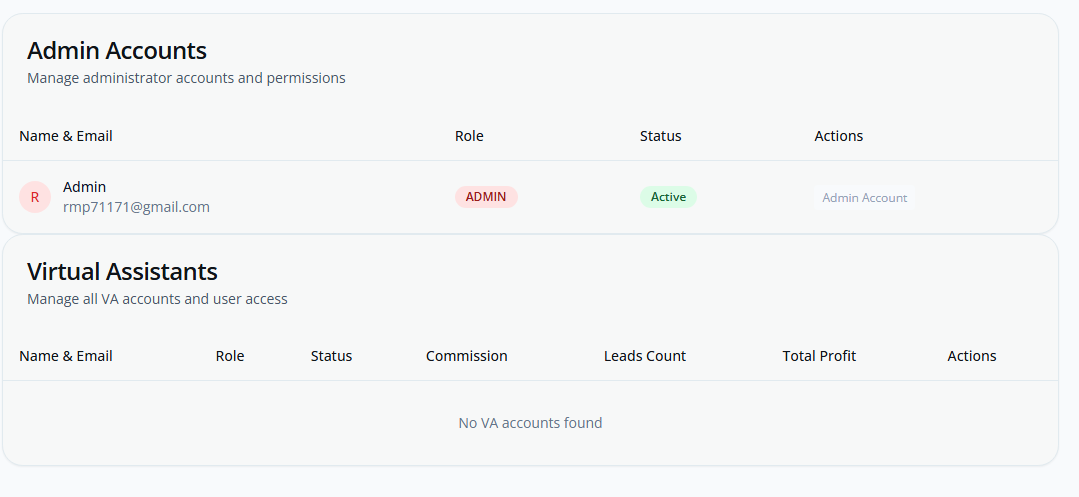 Admin Accounts
Manage administrator accounts and permissions
Name & Email Role Status Actions
R Admin ADMIN Active Admin Account
rmp71171@gmail.com
Virtual Assistants
Manage all VA accounts and user access
Name & Email Role Status Commission Leads Count Total Profit Actions
No VA accounts found